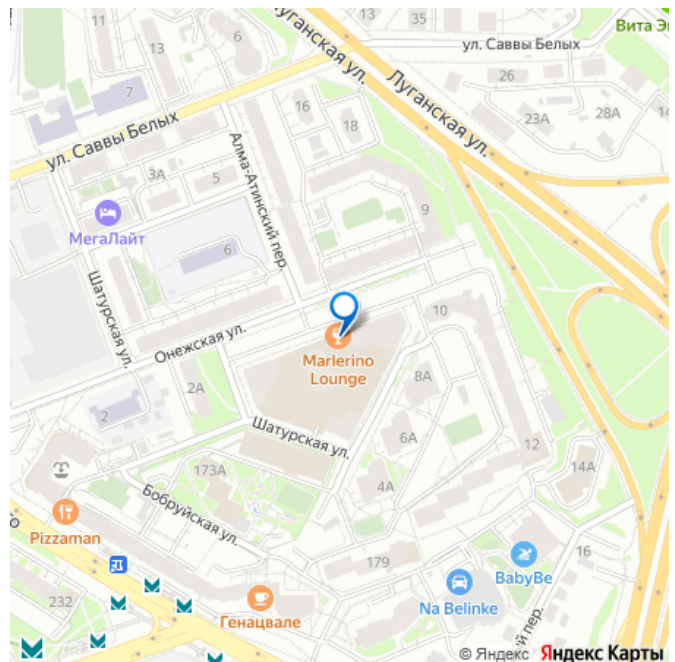 11
13
6
Вита Э
ул. Саввы Белых
26
7
Луганская ул.
Луганская ул.
16
18
23А
28А
14
ул. Саввы Белых
3А
5
Алма-Атинский пер.
9
МегаЛайт
6
Шатурская ул.
Онежская ул.
10
Marlerino
Lounge
8А
2А
2
Шатурская ул.
6А
12
173А
4А
14А
Бобруйская ул.
Pizzaman
179
16
BabyBe
Na Belinke
232
Генацвале
пер.
© Яндекс Яндекс Карты